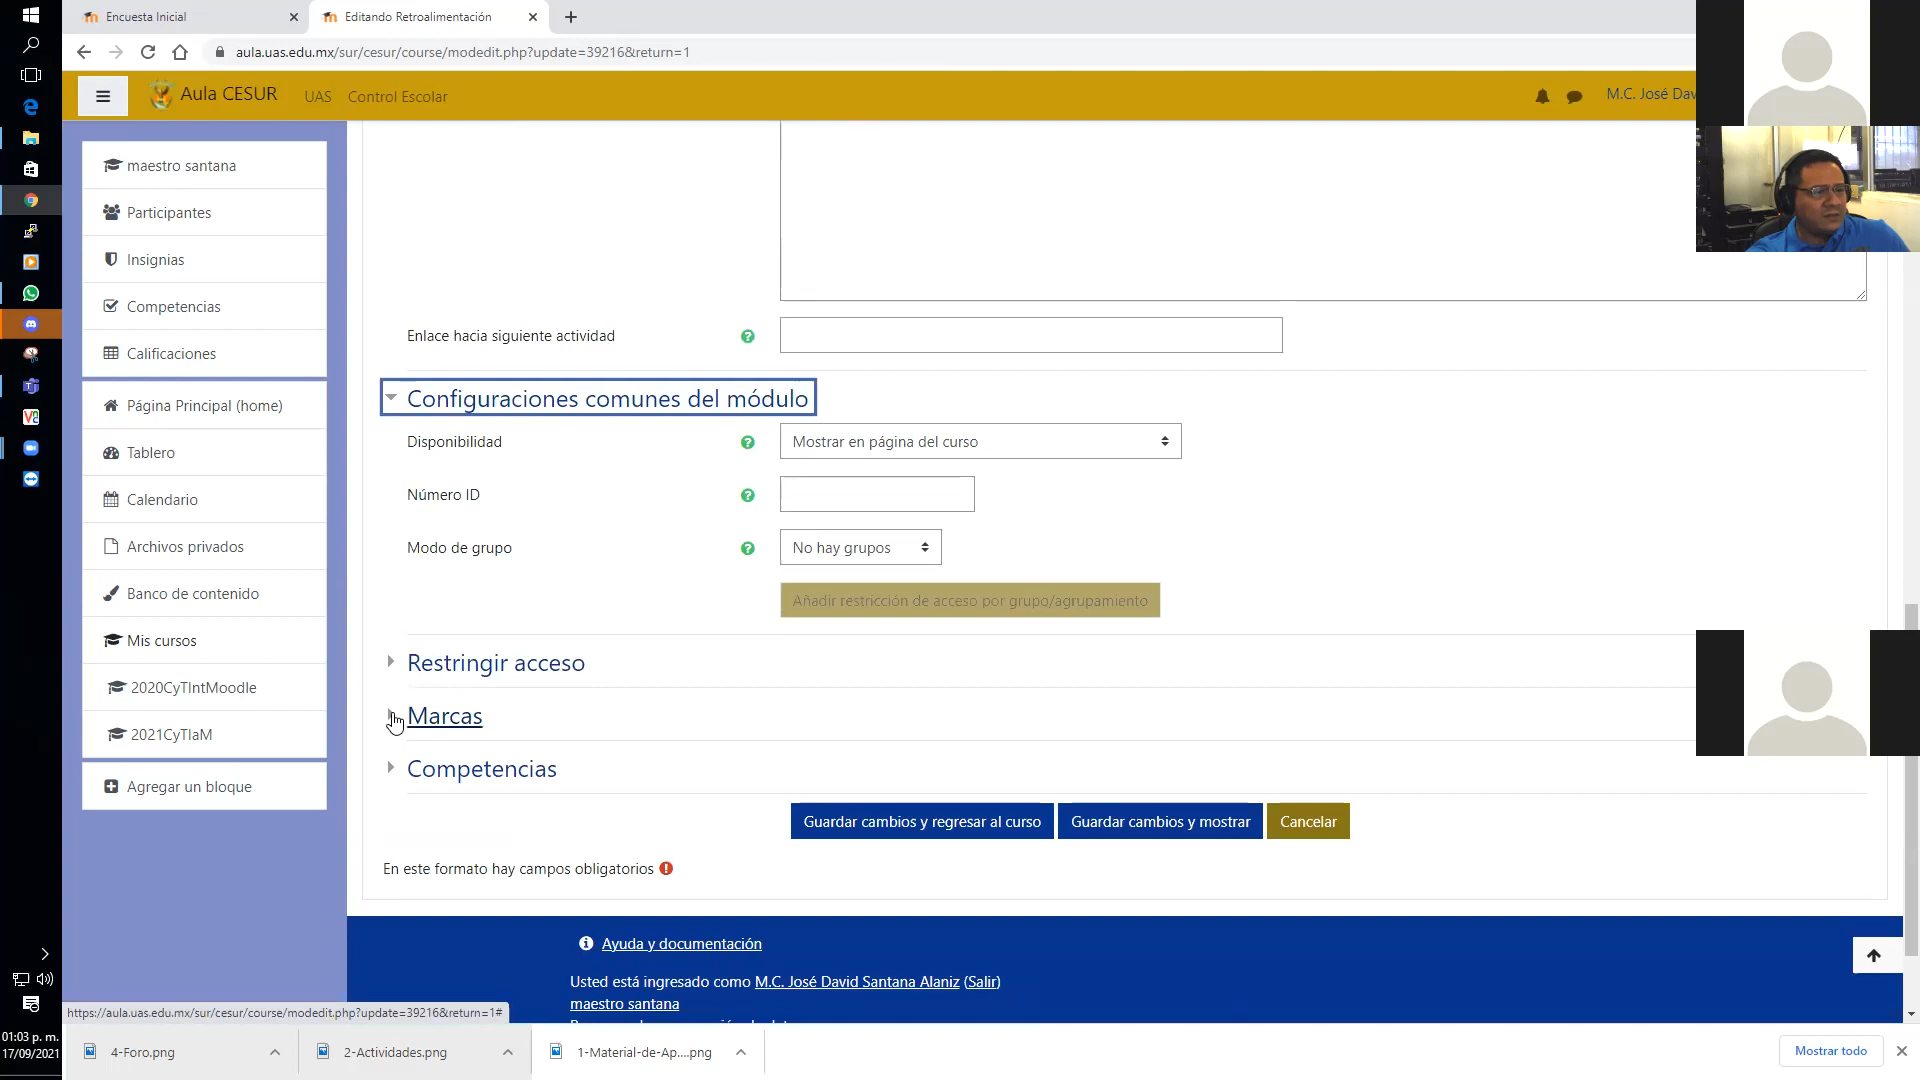 Encuesta Inicial
Editando Retroalimentación
aula.uas.edu.mx/sur/cesur/course/modedit.php?update=39216&return=1
Aula CESUR
UAS
Control Escolar
M.C. José Dav
maestro santana
Participantes
Insignias
Competencias
Calificaciones
Página Principal (home)
Tablero
Calendario
Archivos privados
Banco de contenido
Mis cursos
2020CyTIntMoodle
2021CyTIaM
Agregar un bloque
Enlace hacia siguiente actividad
Configuraciones comunes del módulo
Disponibilidad
Mostrar en página del curso
Número ID
Modo de grupo
No hay grupos
Añadir restricción de acceso por grupo/agrupamiento
Restringir acceso
Marcas
Competencias
Guardar cambios y regresar al curso
Guardar cambios y mostrar
Cancelar
En este formato hay campos obligatorios
Ayuda y documentación
Usted está ingresado como M.C. José David Santana Alaniz (Salir)
maestro santana
https://aula.uas.edu.mx/sur/cesur/course/modedit.php?update=39216&return=1#
01:03 p. m.
17/09/2021
4-Foro.png
2-Actividades.png
1-Material-de-Ap....png
Mostrar todo